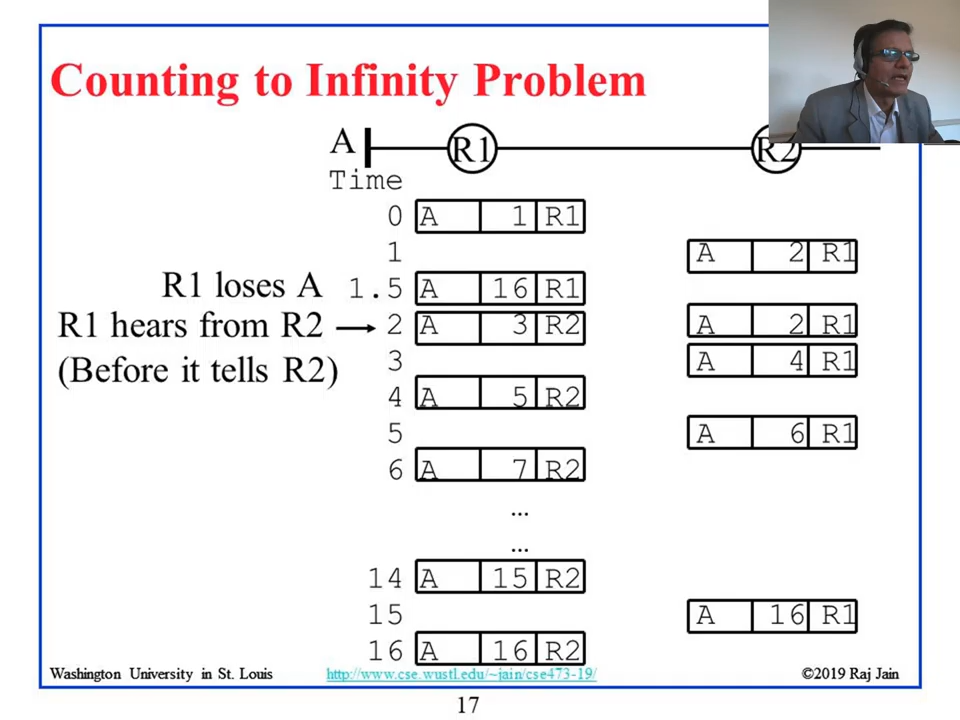 Counting to Infinity Problem
A R1 R2
Time
0 A 1 R1
1 A 2 R1
R1 loses A 1.5 A 16 R1
R1 hears from R2 2 A 3 R2 A 2 R1
(Before it tells R2) 3 A 4 R1
4 A 5 R2
5 A 6 R1
6 A 7 R2
...
...
14 A 15 R2
15 A 16 R1
16 A 16 R2
Washington University in St. Louis http://www.cse.wustl.edu/~jain/cse473-19/ ©2019 Raj Jain
17